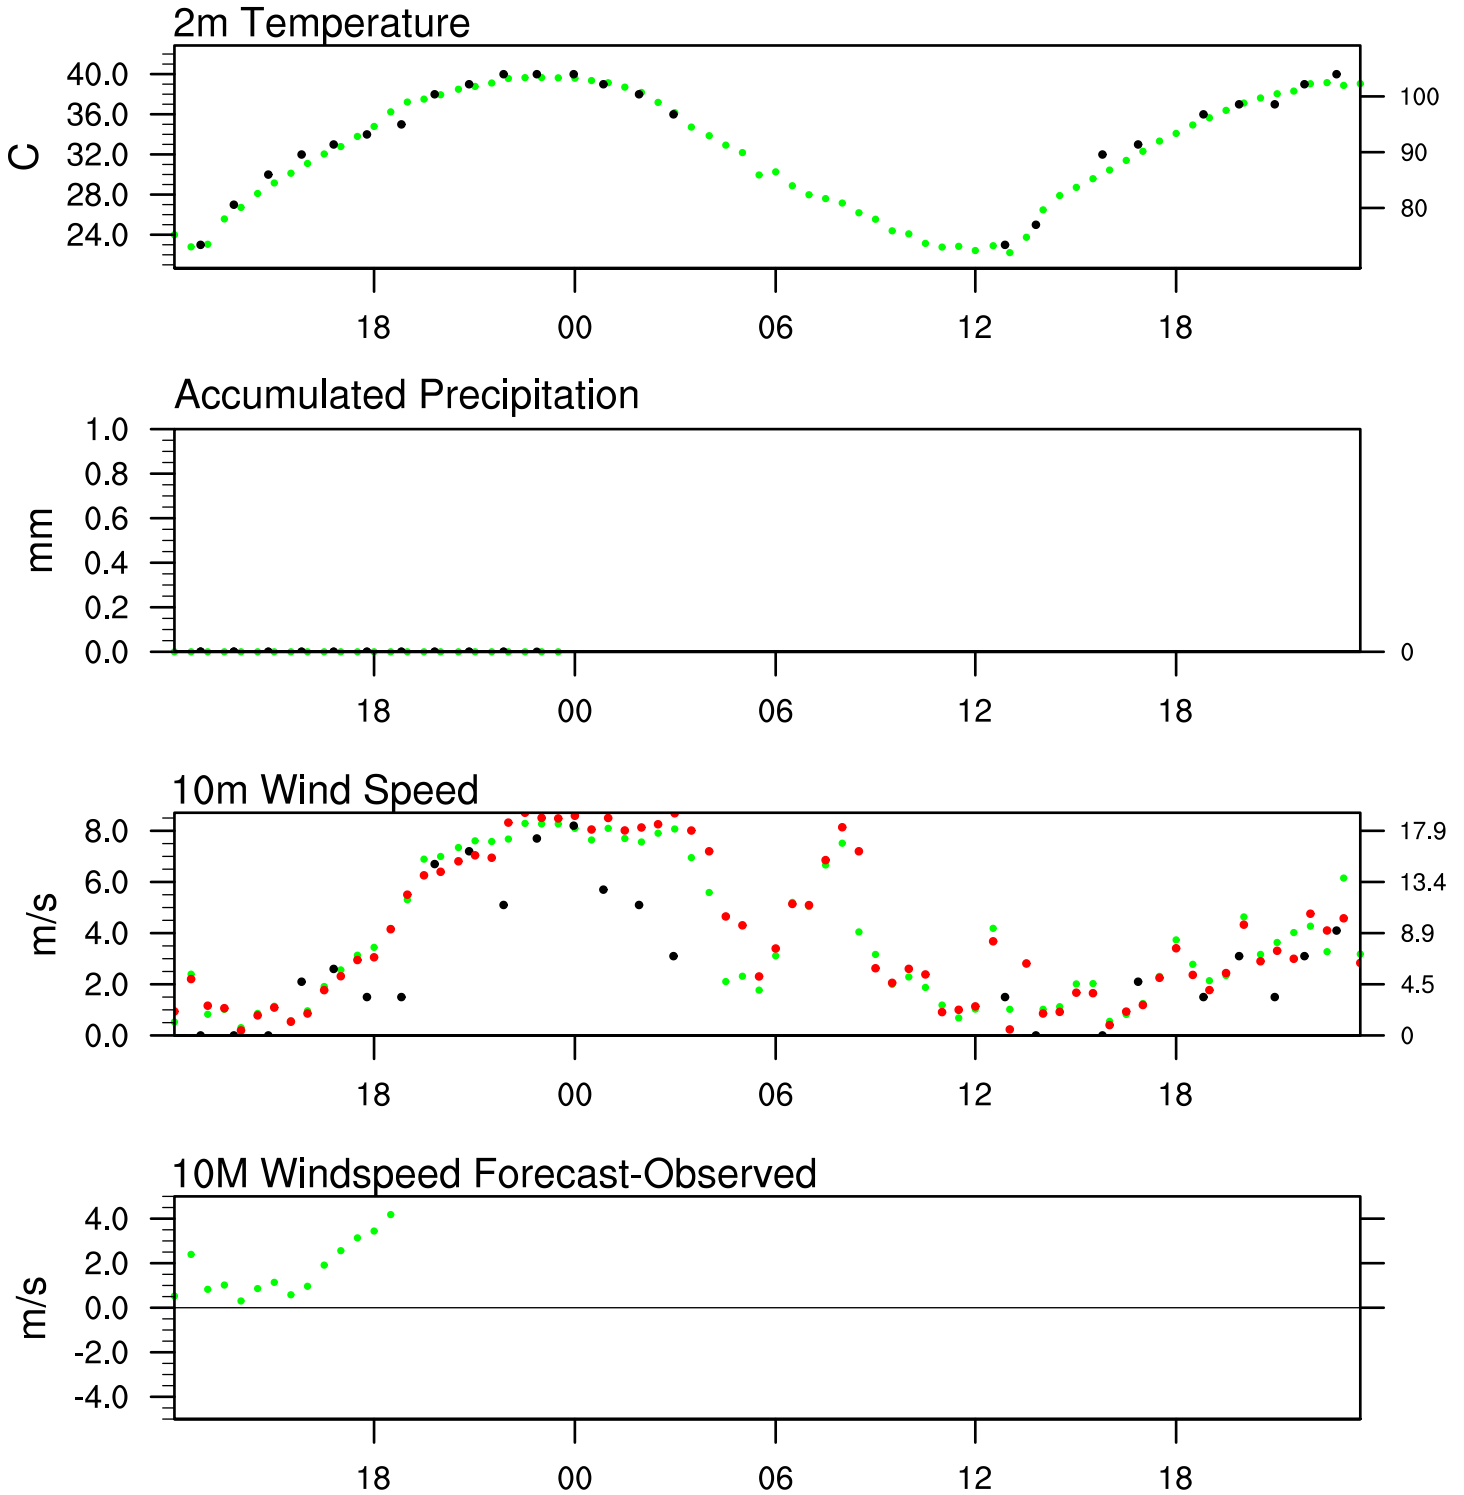 2m Temperature
40.0
36.0
32.0
28.0
24.0
C
100
90
80
18 00 06 12 18
Accumulated Precipitation
1.0
0.8
0.6
0.4
0.2
0.0
mm
0
18 00 06 12 18
10m Wind Speed
8.0
6.0
4.0
2.0
0.0
m/s
17.9
13.4
8.9
4.5
0
18 00 06 12 18
10M Windspeed Forecast-Observed
4.0
2.0
0.0
-2.0
-4.0
m/s
18 00 06 12 18